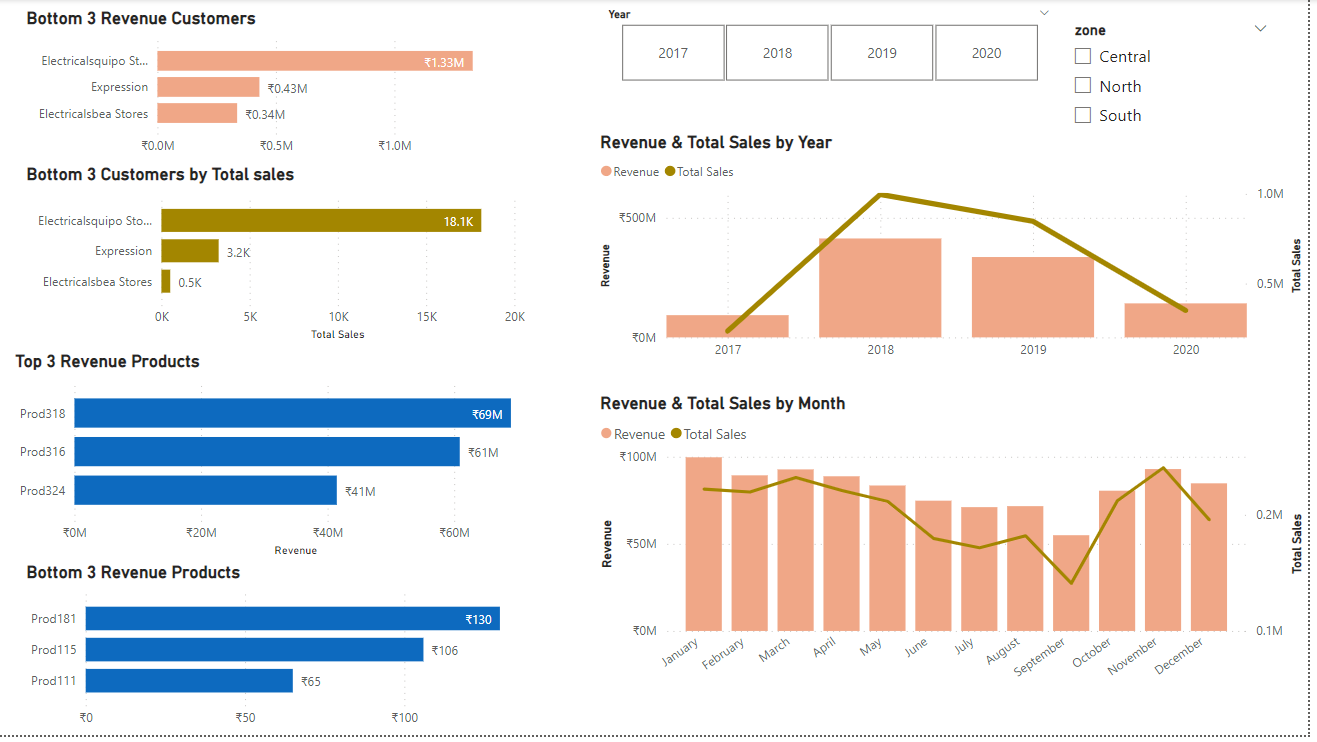 Bottom 3 Revenue Customers
Electricalsquipo St...
₹1.33M
Expression
₹0.43M
Electricalsbea Stores
₹0.34M
₹0.0M
₹0.5M
₹1.0M
Bottom 3 Customers by Total sales
Electricalsquipo Sto...
18.1K
Expression
3.2K
Electricalsbea Stores
0.5K
0K
5K
10K
15K
20K
Total Sales
Top 3 Revenue Products
Prod318
₹69M
Prod316
₹61M
Prod324
₹41M
₹0M
₹20M
₹40M
₹60M
Revenue
Bottom 3 Revenue Products
Prod181
₹130
Prod115
₹106
Prod111
₹65
₹0
₹50
₹100
Year
2017
2018
2019
2020
zone
Central
North
South
Revenue & Total Sales by Year
Revenue
Total Sales
₹500M
₹0M
Revenue
1.0M
0.5M
Total Sales
2017
2018
2019
2020
Revenue & Total Sales by Month
Revenue
Total Sales
₹100M
₹50M
₹0M
Revenue
0.2M
0.1M
Total Sales
January
February
March
April
May
June
July
August
September
October
November
December